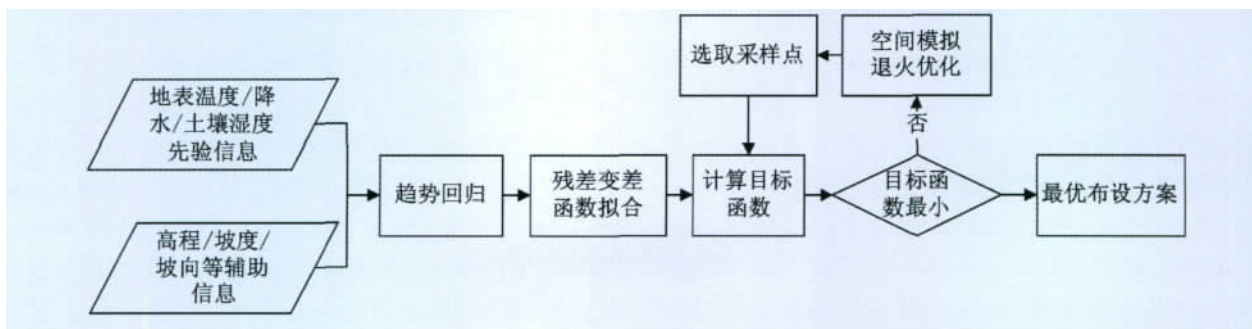 地表温度/降
水/土壤湿度
先验信息
高程/坡度/
坡向等辅助
信息
趋势回归
残差变差
函数拟合
选取采样点
计算目标
函数
空间模拟
退火优化
否
目标函
数最小
最优布设方案